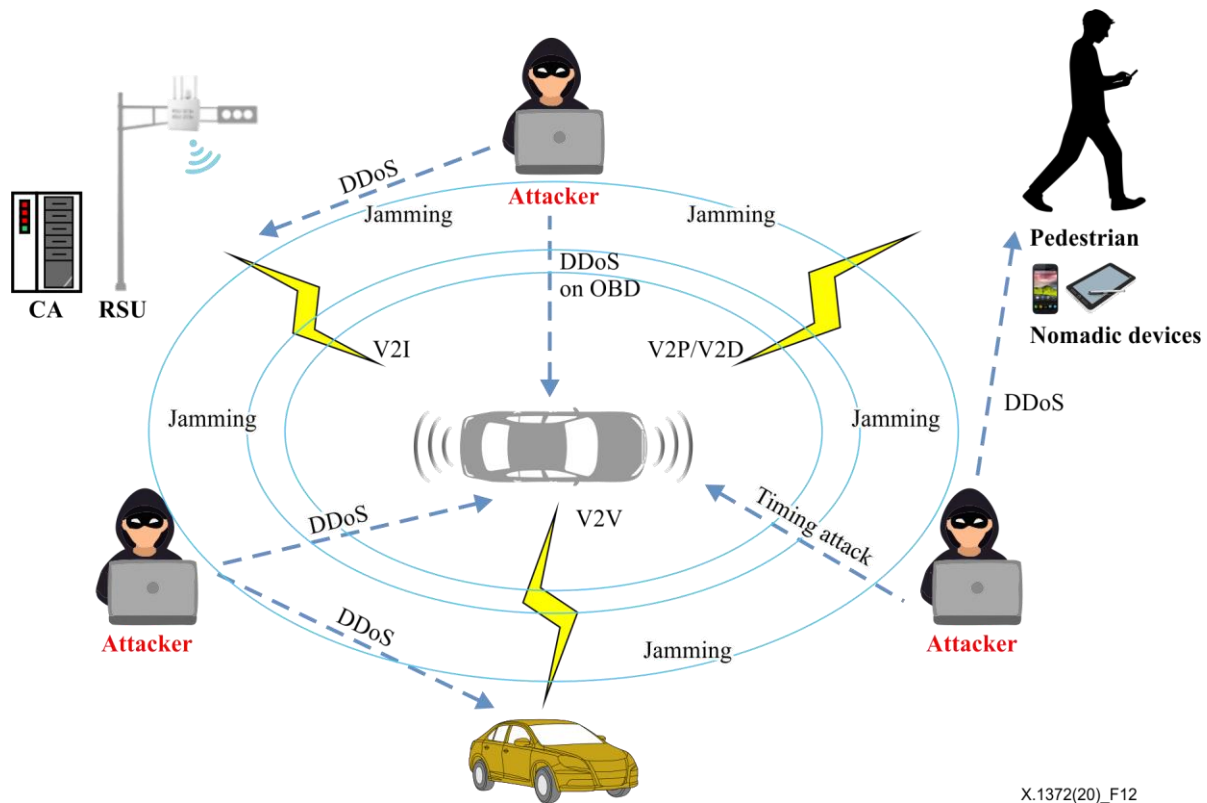 DDoS
Attacker
Jamming
Jamming
CA
RSU
DDoS
on OBD
Pedestrian
Nomadic devices
V2I
V2P/V2D
Jamming
Jamming
DDoS
DDoS
V2V
Timing attack
Attacker
DDoS
Jamming
Attacker
X.1372(20)_F12